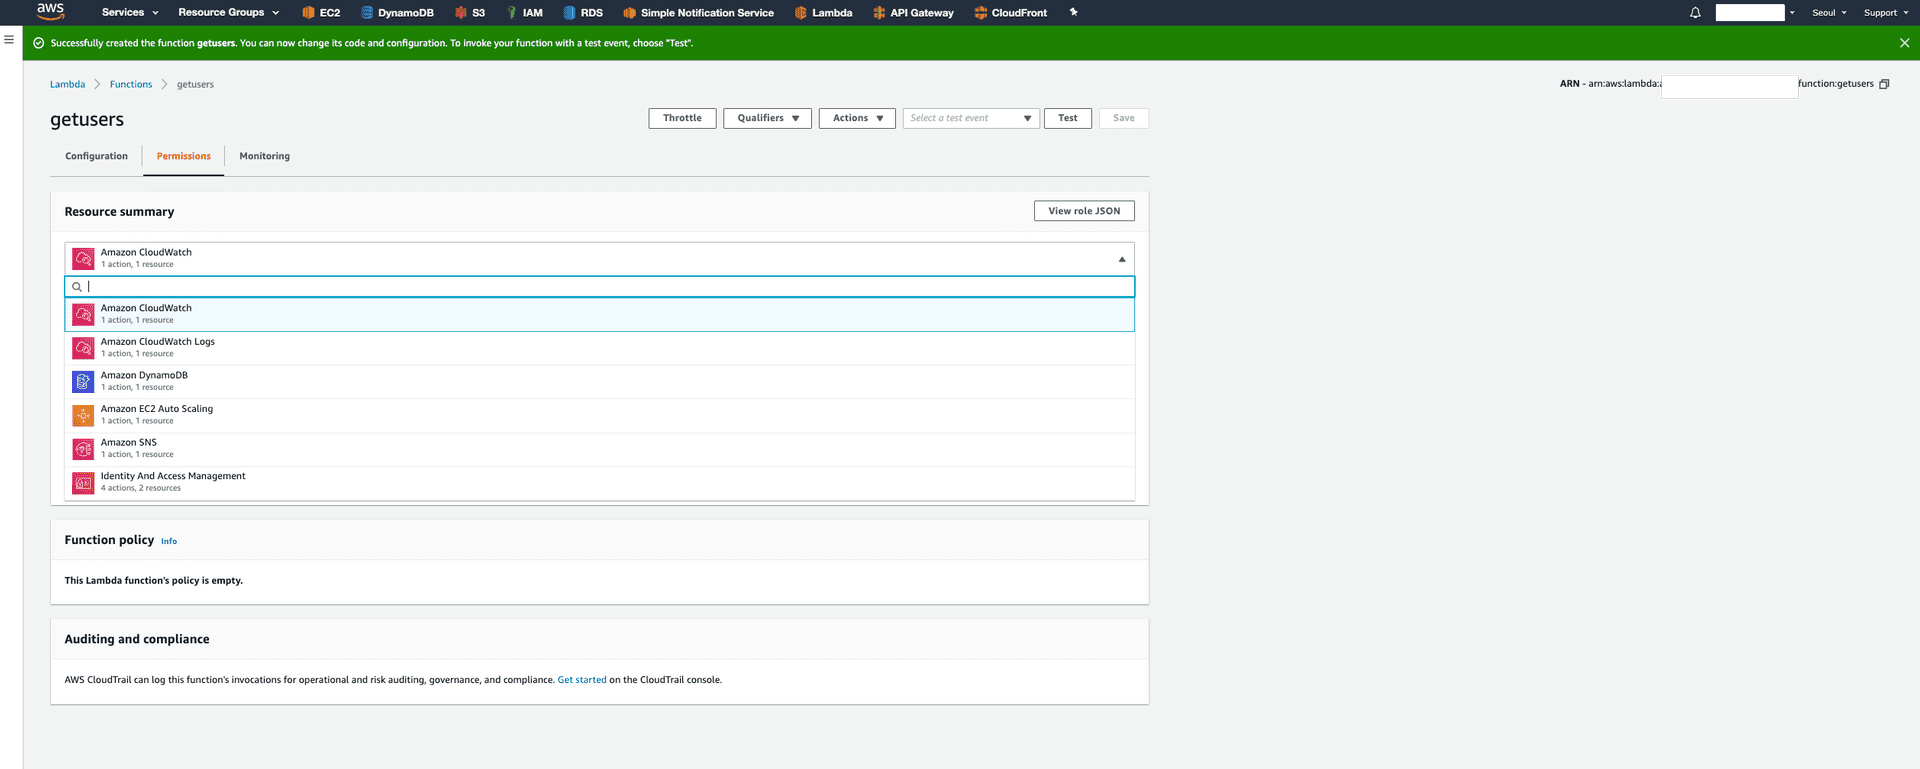 aws Services Resource Groups EC2 DynamoDB S3 IAM RDS Simple Notification Service Lambda API Gateway CloudFront Seoul Support
Successfully created the function getusers. You can now change its code and configuration. To invoke your function with a test event, choose "Test".
Lambda Functions getusers
ARN - arn:aws:lambda: function:getusers
getusers
Throttle Qualifiers Actions Select a test event Test Save
Configuration Permissions Monitoring
Resource summary
View role JSON
Amazon CloudWatch
1 action, 1 resource
Amazon CloudWatch
1 action, 1 resource
Amazon CloudWatch Logs
1 action, 1 resource
Amazon DynamoDB
1 action, 1 resource
Amazon EC2 Auto Scaling
1 action, 1 resource
Amazon SNS
1 action, 1 resource
Identity And Access Management
4 actions, 2 resources
Function policy Info
This Lambda function's policy is empty.
Auditing and compliance
AWS CloudTrail can log this function's invocations for operational and risk auditing, governance, and compliance. Get started on the CloudTrail console.